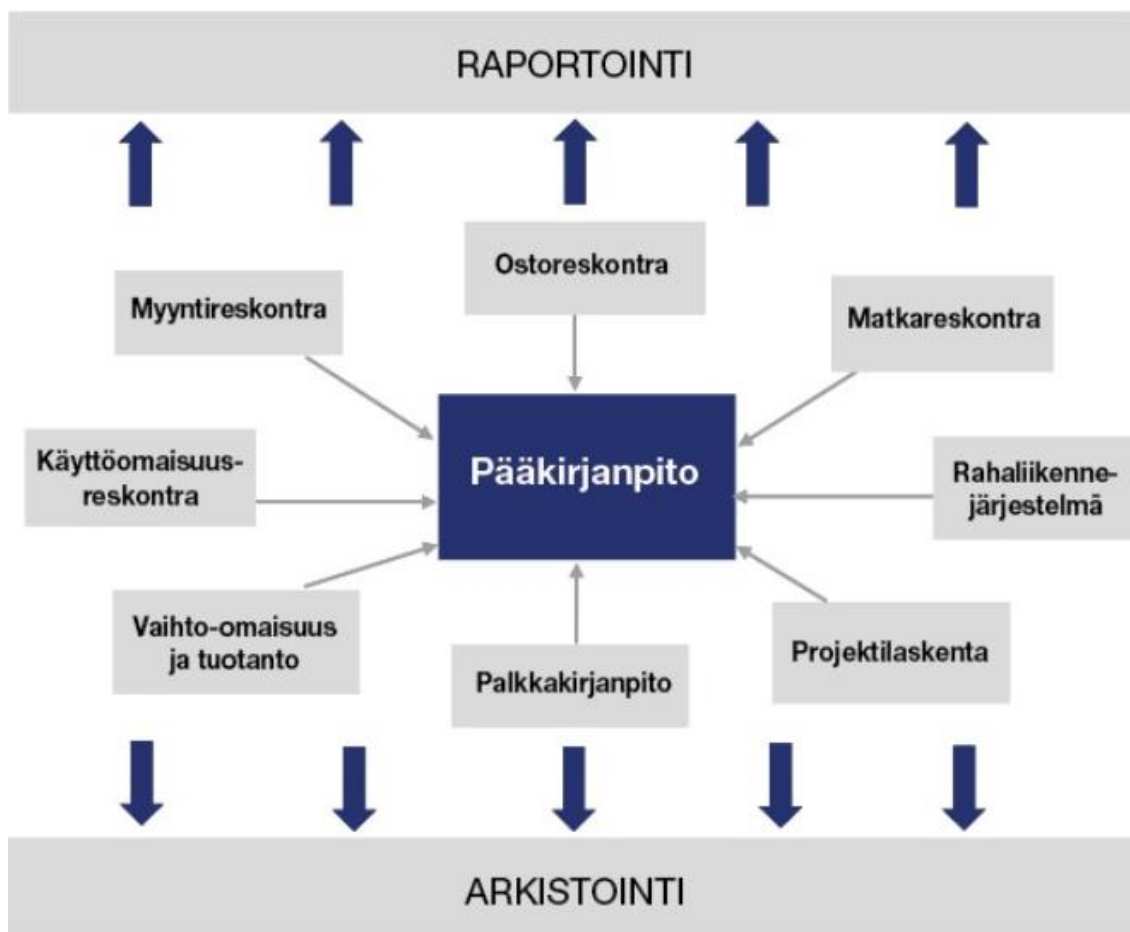 RAPORTOINTI
Ostoreskontra
Myyntireskontra
Matkareskontra
Käyttöomaisuus-
reskontra
Pääkirjanpito
Rahaliikenne-
järjestelmä
Vaihto-omaisuus
ja tuotanto
Palkkakirjanpito
Projektilaskenta
ARKISTOINTI